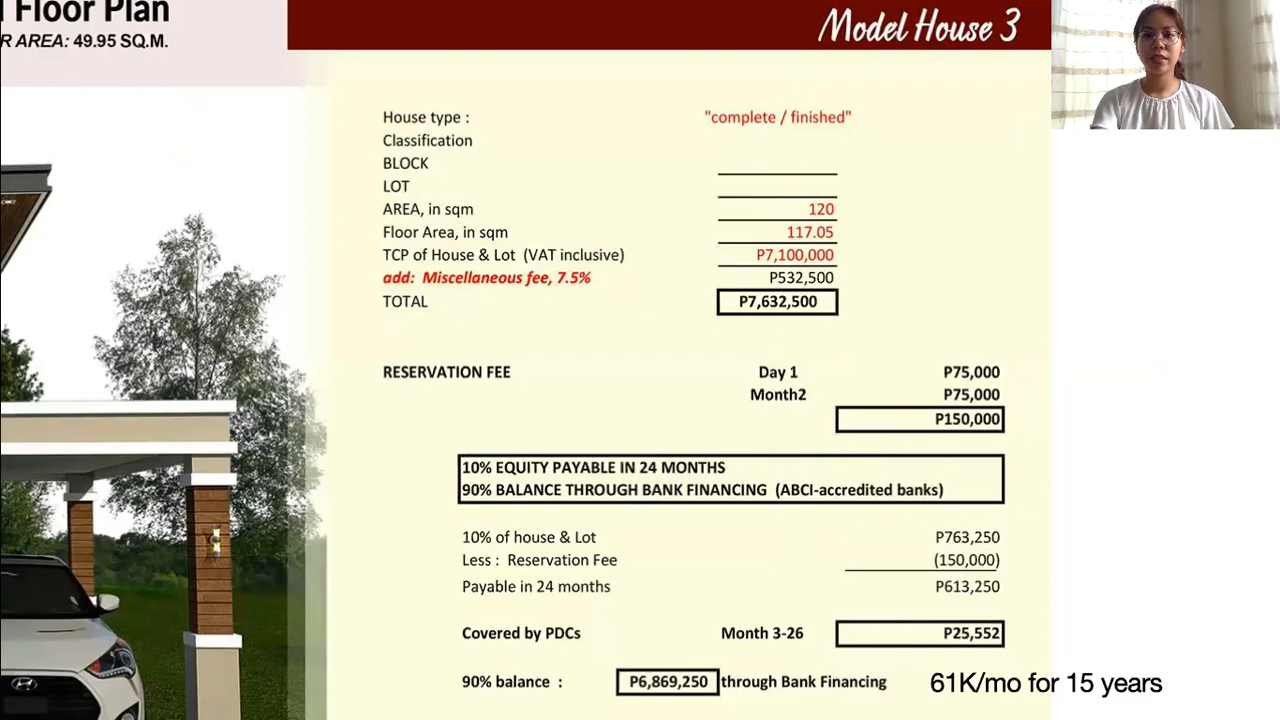 Floor Plan
R AREA: 49.95 SQ.M.
Model House 3
House type : "complete / finished"
Classification
BLOCK
LOT
AREA, in sqm 120
Floor Area, in sqm 117.05
TCP of House & Lot (VAT inclusive) P7,100,000
add: Miscellaneous fee, 7.5% P532,500
TOTAL P7,632,500
RESERVATION FEE Day 1 P75,000
Month2 P75,000
P150,000
10% EQUITY PAYABLE IN 24 MONTHS
90% BALANCE THROUGH BANK FINANCING (ABCI-accredited banks)
10% of house & Lot P763,250
Less : Reservation Fee (150,000)
Payable in 24 months P613,250
Covered by PDCs Month 3-26 P25,552
90% balance : P6,869,250 through Bank Financing 61K/mo for 15 years